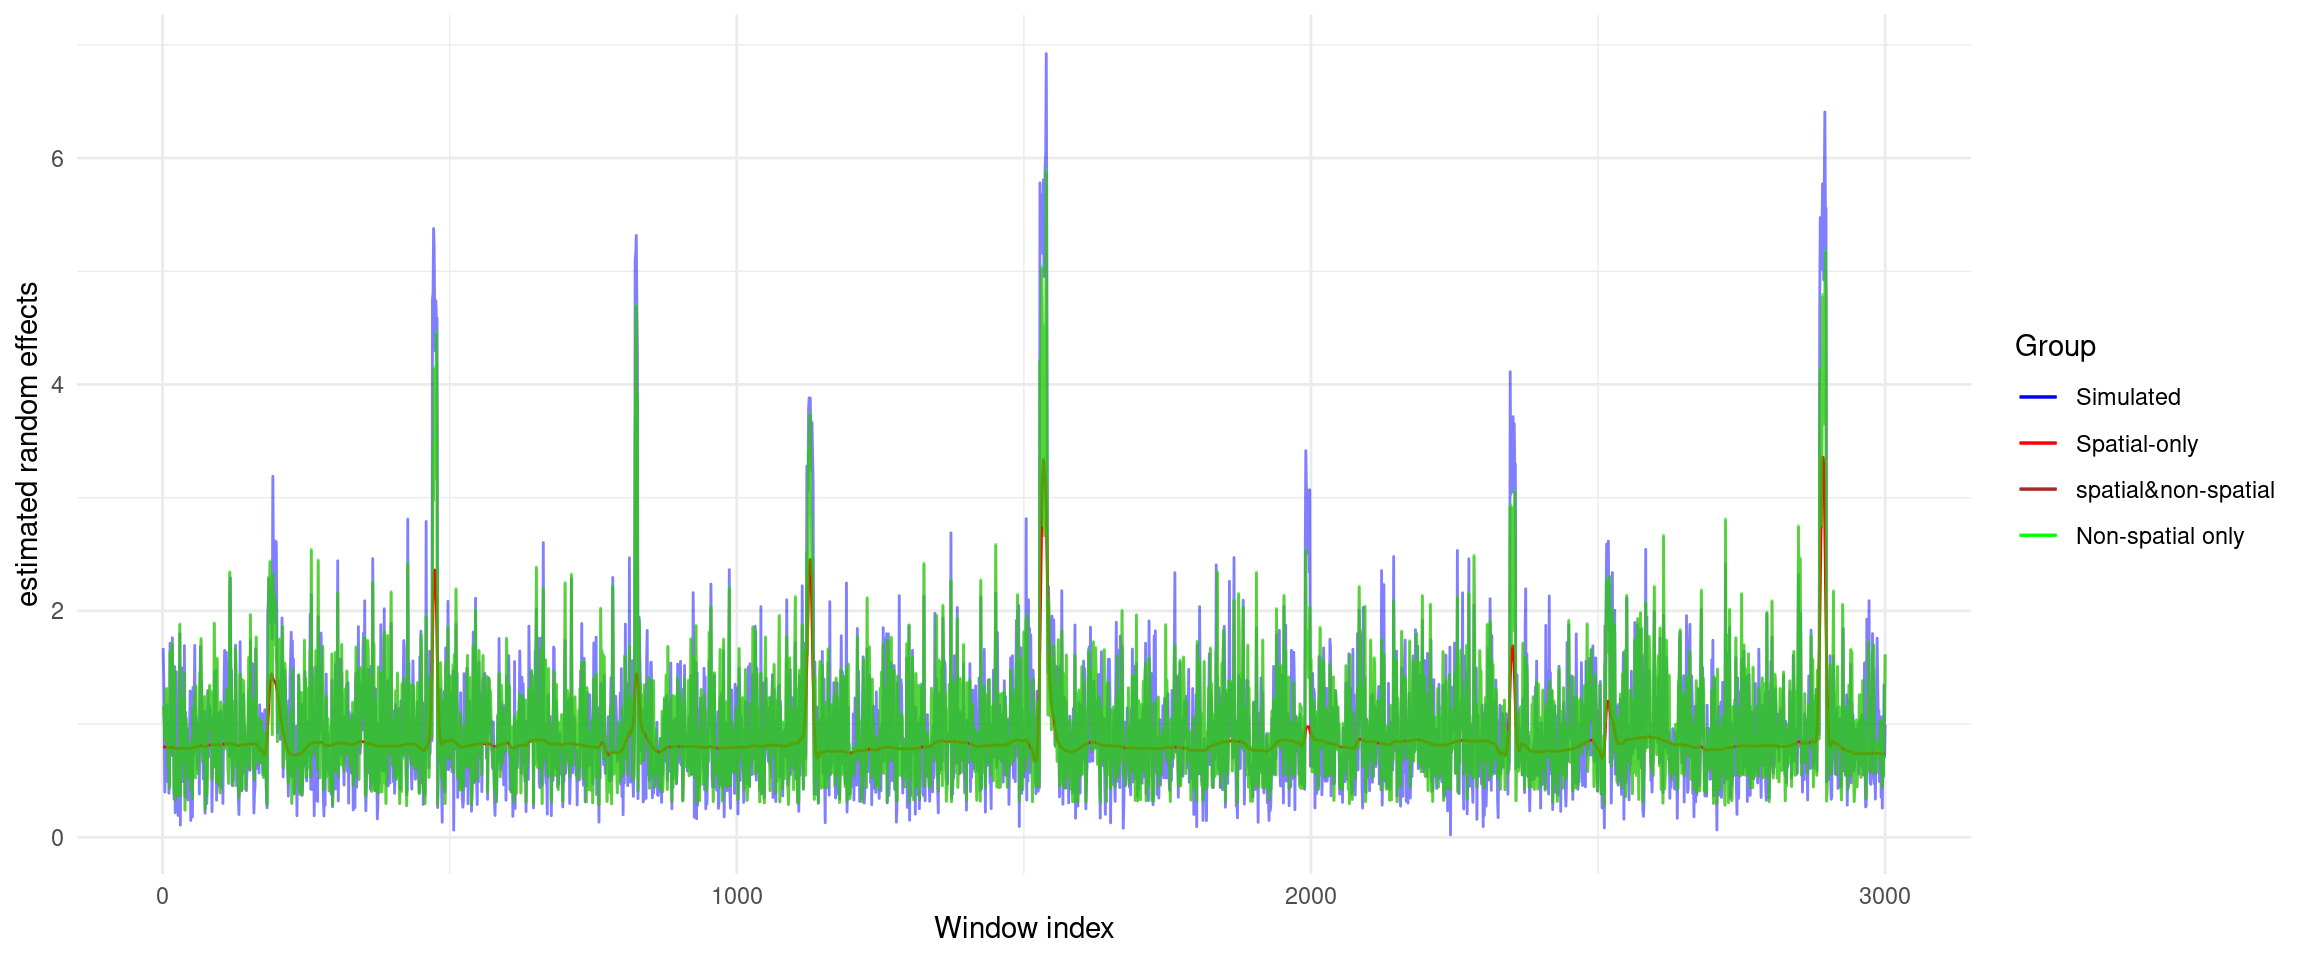 estimated random effects
6
4
2
0
0
1000
2000
3000
Window index
Group
Simulated
Spatial-only
spatial&non-spatial
Non-spatial only